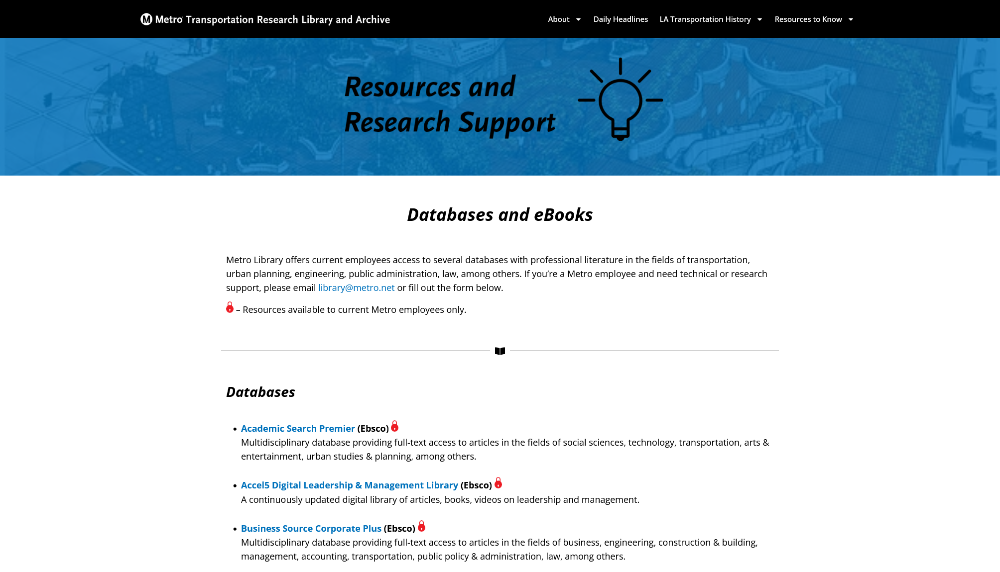 Metro Transportation Research Library and Archive
About
Daily Headlines
LA Transportation History
Resources to Know
Resources and
Research Support
Databases and eBooks
Metro Library offers current employees access to several databases with professional literature in the fields of transportation,
urban planning, engineering, public administration, law, among others. If you’re a Metro employee and need technical or research
support, please email library@metro.net or fill out the form below.
– Resources available to current Metro employees only.
Databases
• Academic Search Premier (Ebsco)
Multidisciplinary database providing full-text access to articles in the fields of social sciences, technology, transportation, arts &
entertainment, urban studies & planning, among others.
• Accel5 Digital Leadership & Management Library (Ebsco)
A continuously updated digital library of articles, books, videos on leadership and management.
• Business Source Corporate Plus (Ebsco)
Multidisciplinary database providing full-text access to articles in the fields of business, engineering, construction & building,
management, accounting, transportation, public policy & administration, law, among others.